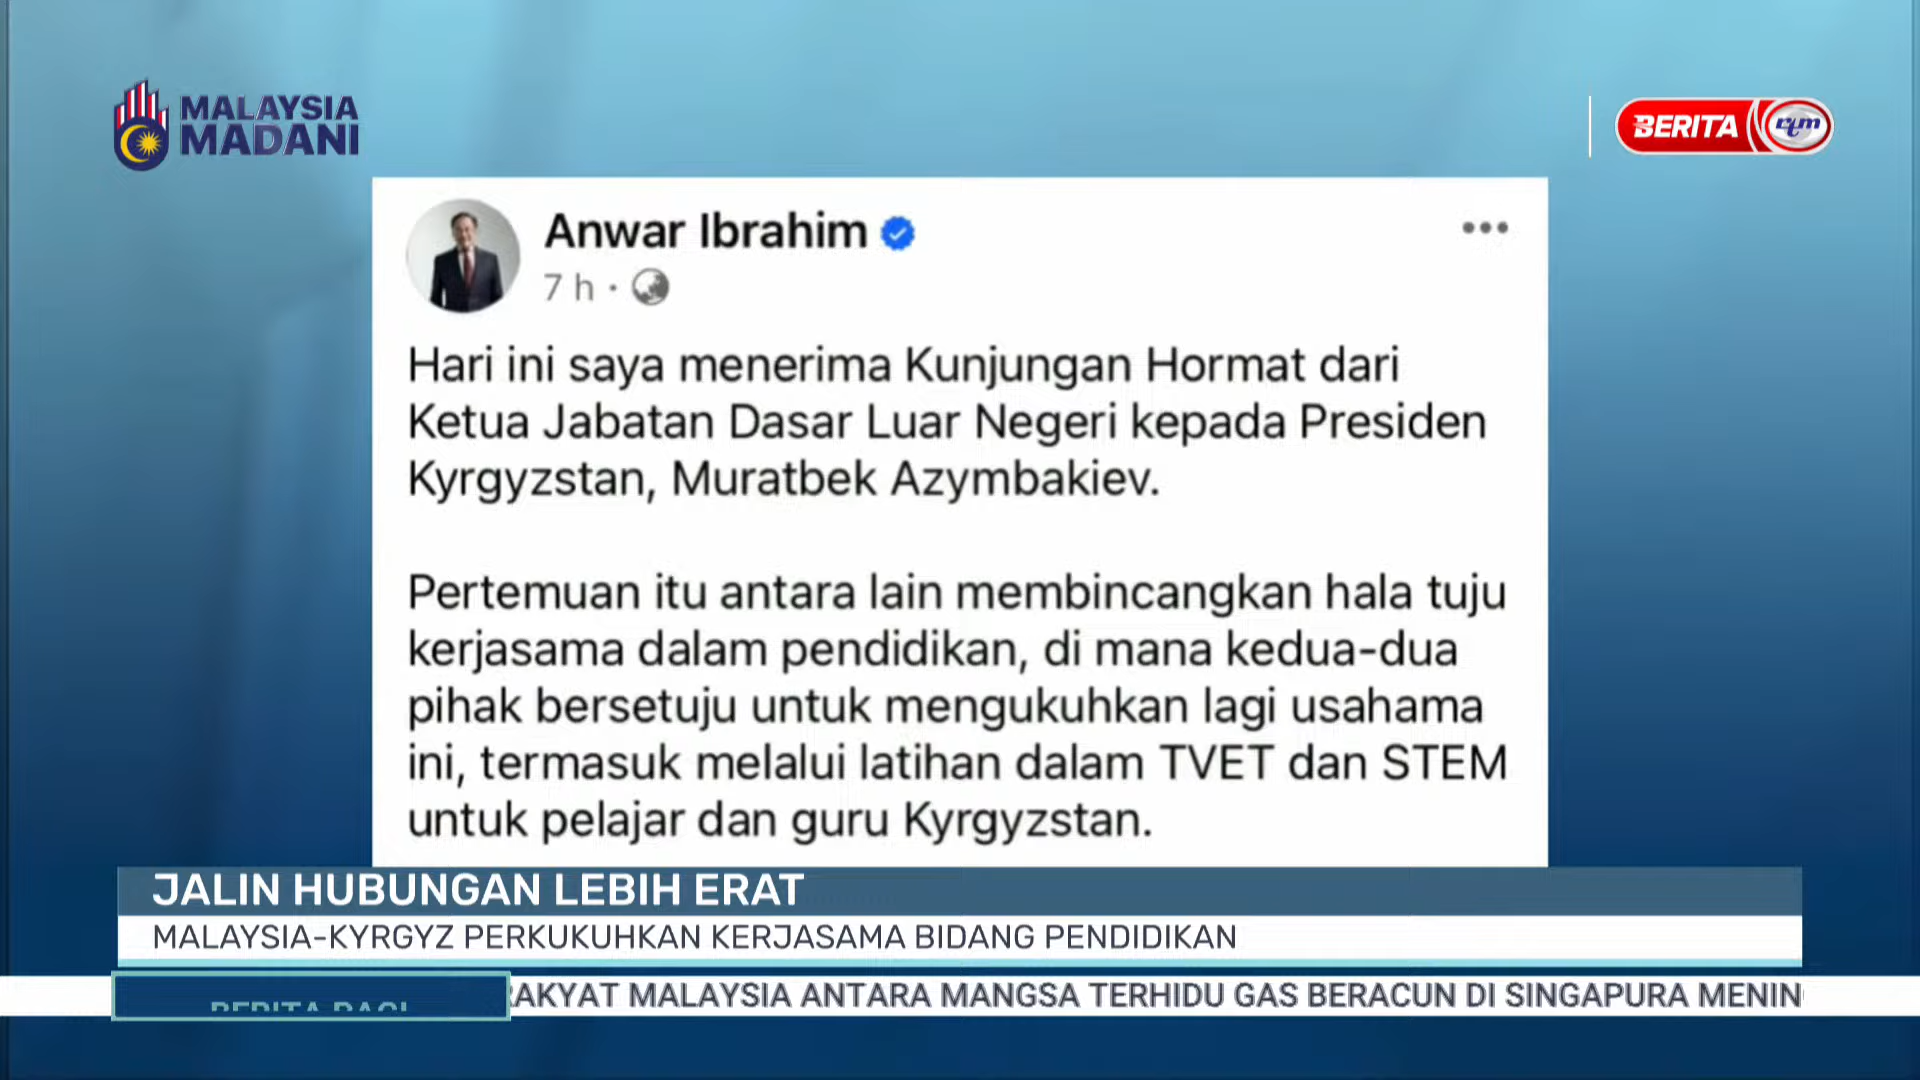 MALAYSIA
MADANI
BERITA rtm
Anwar Ibrahim
7 h ·
Hari ini saya menerima Kunjungan Hormat dari
Ketua Jabatan Dasar Luar Negeri kepada Presiden
Kyrgyzstan, Muratbek Azymbakiev.
Pertemuan itu antara lain membincangkan hala tuju
kerjasama dalam pendidikan, di mana kedua-dua
pihak bersetuju untuk mengukuhkan lagi usahama
ini, termasuk melalui latihan dalam TVET dan STEM
untuk pelajar dan guru Kyrgyzstan.
JALIN HUBUNGAN LEBIH ERAT
MALAYSIA-KYRGYZ PERKUKUHKAN KERJASAMA BIDANG PENDIDIKAN
RAKYAT MALAYSIA ANTARA MANGSA TERHIDU GAS BERACUN DI SINGAPURA MENIN